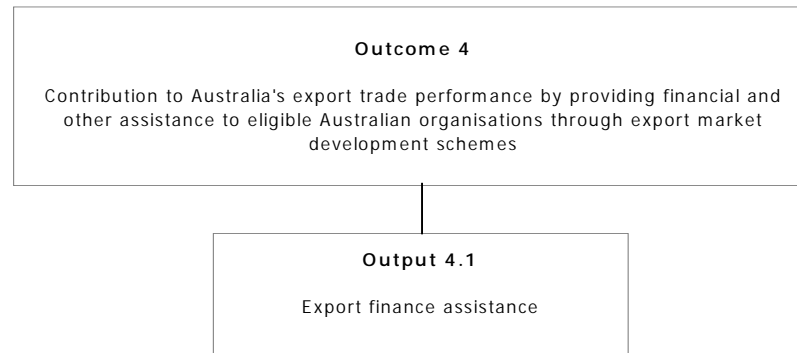 Outcome 4
Contribution to Australia's export trade performance by providing financial and
other assistance to eligible Australian organisations through export market
development schemes
Output 4.1
Export finance assistance